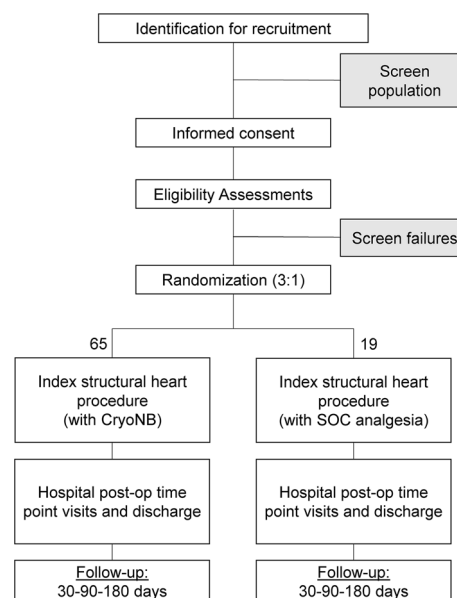 Identification for recruitment
Screen
population
Informed consent
Eligibility Assessments
Screen failures
Randomization (3:1)
65
19
Index structural heart
procedure
(with CryoNB)
Index structural heart
procedure
(with SOC analgesia)
Hospital post-op time
point visits and discharge
Hospital post-op time
point visits and discharge
Follow-up:
30-90-180 days
Follow-up:
30-90-180 days